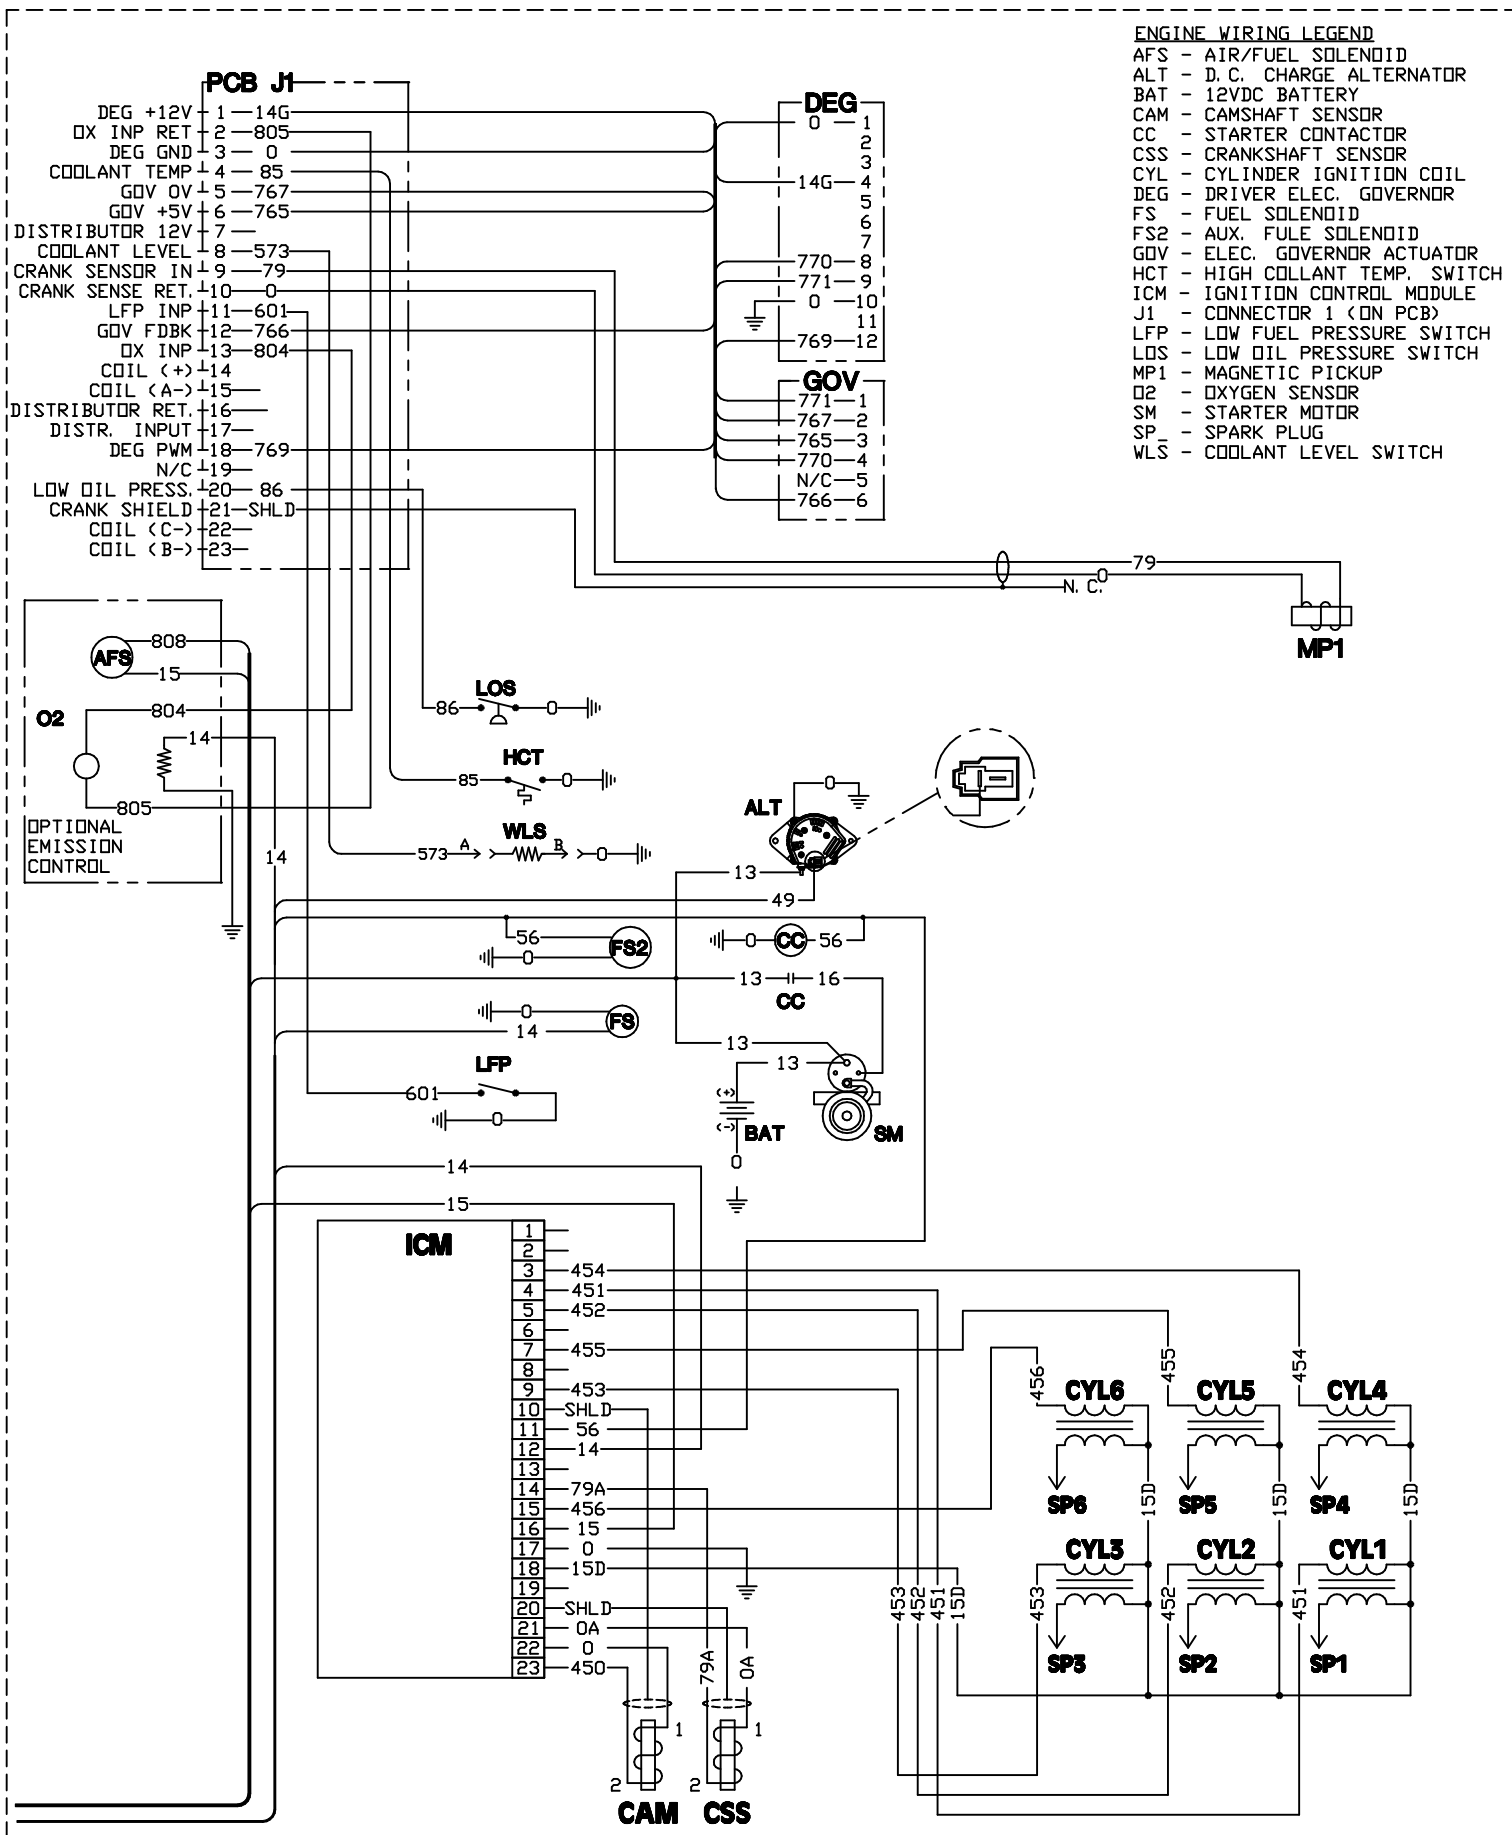 ENGINE WIRING LEGEND
AFS - AIR/FUEL SOLENOID
ALT - D.C. CHARGE ALTERNATOR
BAT - 12VDC BATTERY
CAM - CAMSHAFT SENSOR
CC - STARTER CONTACTOR
CSS - CRANKSHAFT SENSOR
CYL - CYLINDER IGNITION COIL
DEG - DRIVER ELEC. GOVERNOR
FS - FUEL SOLENOID
FS2 - AUX. FULE SOLENOID
GOV - ELEC. GOVERNOR ACTUATOR
HCT - HIGH COLLANT TEMP. SWITCH
ICM - IGNITION CONTROL MODULE
J1 - CONNECTOR 1 (ON PCB)
LFP - LOW FUEL PRESSURE SWITCH
LOS - LOW OIL PRESSURE SWITCH
MP1 - MAGNETIC PICKUP
O2 - OXYGEN SENSOR
SM - STARTER MOTOR
SP_ - SPARK PLUG
WLS - COOLANT LEVEL SWITCH
PCB J1
DEG +12V 1 14G
OX INP RET 2 805
DEG GND 3 0
COOLANT TEMP 4 85
GOV 0V 5 767
GOV +5V 6 765
DISTRIBUTOR 12V 7
COOLANT LEVEL 8 573
CRANK SENSOR IN 9 79
CRANK SENSE RET. 10 0
LFP INP 11 601
GOV FDBK 12 766
OX INP 13 804
COIL (+) 14
COIL (A-) 15
DISTRIBUTOR RET. 16
DISTR. INPUT 17
DEG PWM 18 769
N/C 19
LOW OIL PRESS. 20 86
CRANK SHIELD 21 SHLD
COIL (C-) 22
COIL (B-) 23
DEG
0 1
2
3
14G 4
5
6
7
770 8
771 9
0 10
11
769 12
GOV
771 1
767 2
765 3
770 4
N/C 5
766 6
79
0
N.C.
MP1
AFS
808
15
O2
804
14
805
OPTIONAL
EMISSION
CONTROL
14
LOS
86 0
HCT
85 0
WLS
573 A B 0
ALT
0
13
49
56
FS2
0
0 CC 56
13 16
CC
0
FS
14
13
13
LFP
601
0
(+)
(-)
BAT
0
SM
14
15
ICM
1
2
3 454
4 451
5 452
6
7 455
8
9 453
10 SHLD
11 56
12 14
13
14 79A
15 456
16 15
17 0
18 15D
19
20 SHLD
21 0A
22 0
23 450
456 CYL6 455 CYL5 454 CYL4
SP6 15D SP5 15D SP4 15D
453 452 451 15D
453 CYL3 452 CYL2 451 CYL1
SP3 SP2 SP1
79A 0A
1 1
2 2
CAM CSS